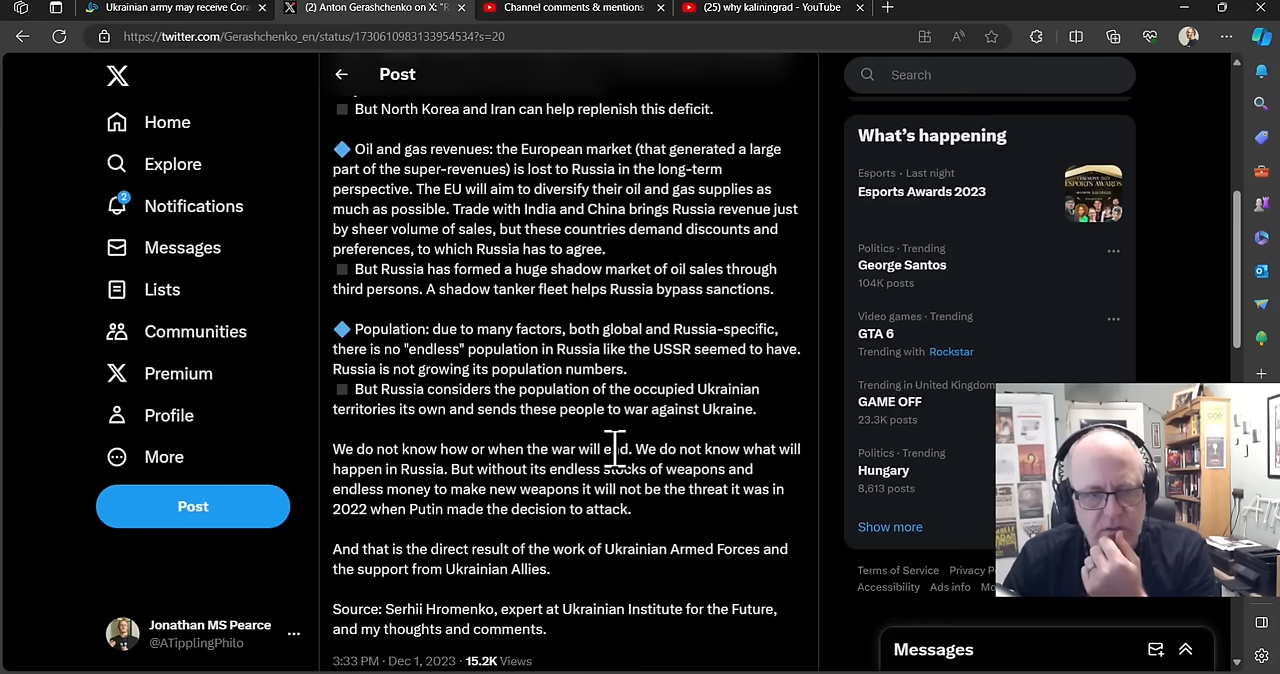 Ukrainian army may receive Cora
(2) Anton Gerashchenko on X: "R
Channel comments & mentions
(25) why kaliningrad - YouTube
https://twitter.com/Gerashchenko_en/status/1730610983133954534?s=20
Post
Search
But North Korea and Iran can help replenish this deficit.
Oil and gas revenues: the European market (that generated a large
part of the super-revenues) is lost to Russia in the long-term
perspective. The EU will aim to diversify their oil and gas supplies as
much as possible. Trade with India and China brings Russia revenue just
by sheer volume of sales, but these countries demand discounts and
preferences, to which Russia has to agree.
But Russia has formed a huge shadow market of oil sales through
third persons. A shadow tanker fleet helps Russia bypass sanctions.
Population: due to many factors, both global and Russia-specific,
there is no "endless" population in Russia like the USSR seemed to have.
Russia is not growing its population numbers.
But Russia considers the population of the occupied Ukrainian
territories its own and sends these people to war against Ukraine.
We do not know how or when the war will end. We do not know what will
happen in Russia. But without its endless stocks of weapons and
endless money to make new weapons it will not be the threat it was in
2022 when Putin made the decision to attack.
And that is the direct result of the work of Ukrainian Armed Forces and
the support from Ukrainian Allies.
Source: Serhii Hromenko, expert at Ukrainian Institute for the Future,
and my thoughts and comments.
3:33 PM · Dec 1, 2023 · 15.2K Views
Home
Explore
2
Notifications
Messages
Lists
Communities
Premium
Profile
More
Post
Jonathan MS Pearce
@ATipplingPhilo
What's happening
Esports · Last night
Esports Awards 2023
Politics · Trending
George Santos
104K posts
Video games · Trending
GTA 6
Trending with Rockstar
Trending in United Kingdom
GAME OFF
23.3K posts
Politics · Trending
Hungary
8,613 posts
Show more
Terms of Service Privacy P
Accessibility Ads info Mo
Messages